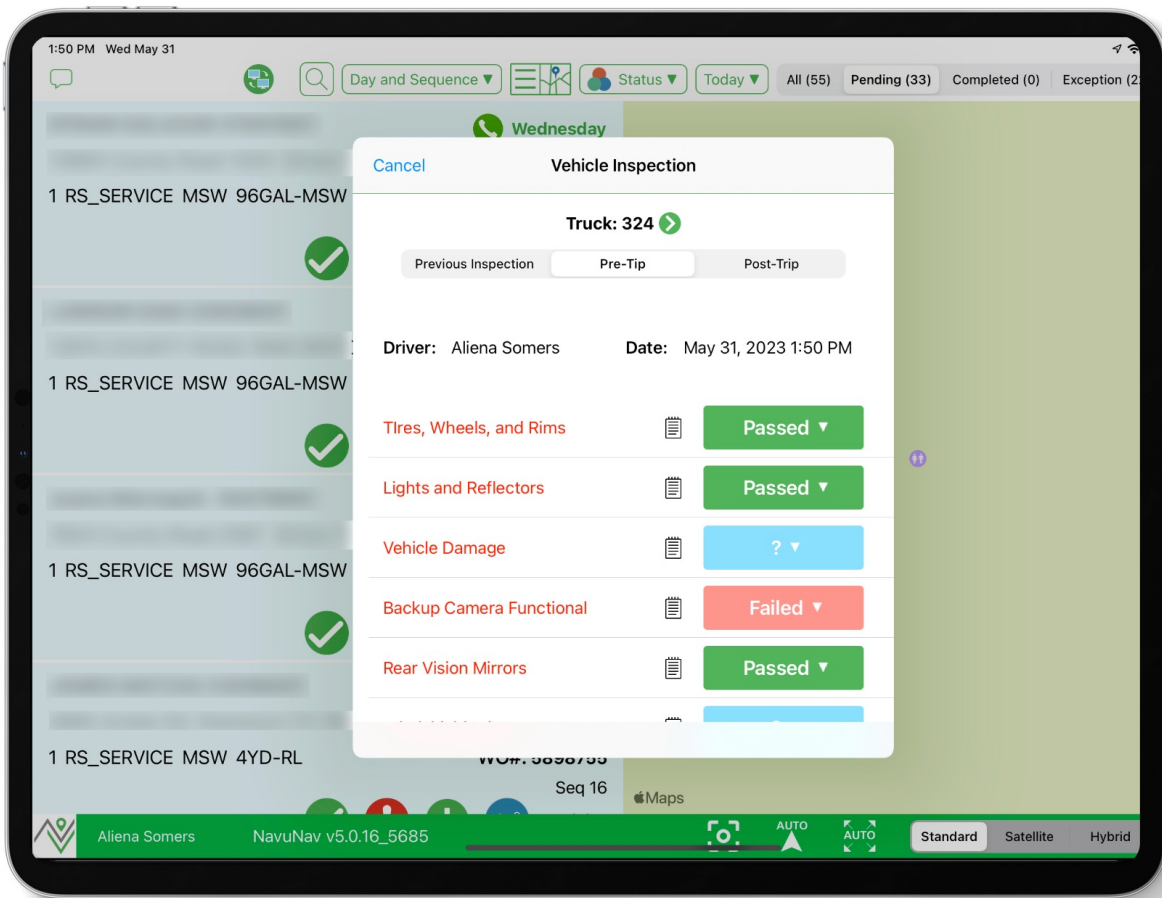 1:50 PM Wed May 31
Day and Sequence ▼
Status ▼
Today ▼
All (55)
Pending (33)
Completed (0)
Exception (2
Wednesday
1 RS_SERVICE MSW 96GAL-MSW
1 RS_SERVICE MSW 96GAL-MSW
1 RS_SERVICE MSW 96GAL-MSW
1 RS_SERVICE MSW 4YD-RL
WO#: 5898755
Seq 16
Cancel
Vehicle Inspection
Truck: 324
Previous Inspection
Pre-Tip
Post-Trip
Driver: Aliena Somers
Date: May 31, 2023 1:50 PM
TIres, Wheels, and Rims
Passed ▼
Lights and Reflectors
Passed ▼
Vehicle Damage
? ▼
Backup Camera Functional
Failed ▼
Rear Vision Mirrors
Passed ▼
Maps
Aliena Somers
NavuNav v5.0.16_5685
AUTO
AUTO
Standard
Satellite
Hybrid